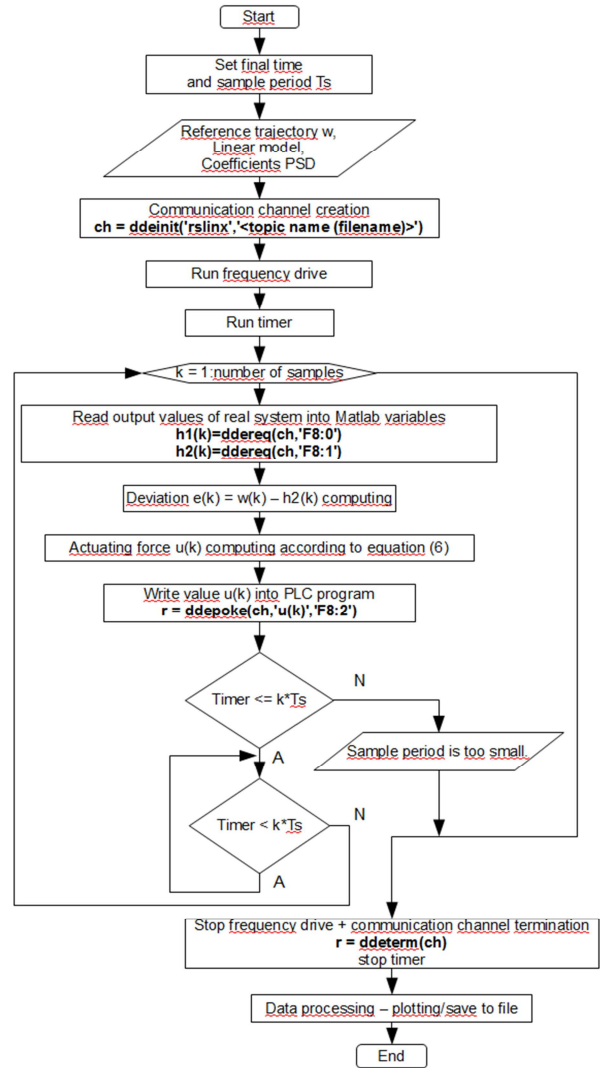 Start
Set final time
and sample period Ts
Reference trajectory w,
Linear model,
Coefficients PSD
Communication channel creation
ch = ddeinit('rslinx','<topic name (filename)>')
Run frequency drive
Run timer
k = 1:number of samples
Read output values of real system into Matlab variables
h1(k)=ddereq(ch,'F8:0')
h2(k)=ddereq(ch,'F8:1')
Deviation e(k) = w(k) – h2(k) computing
Actuating force u(k) computing according to equation (6)
Write value u(k) into PLC program
r = ddepoke(ch,'u(k)','F8:2')
Timer <= k*Ts
N
A
Sample period is too small.
Timer < k*Ts
N
A
Stop frequency drive + communication channel termination
r = ddeterm(ch)
stop timer
Data processing – plotting/save to file
End